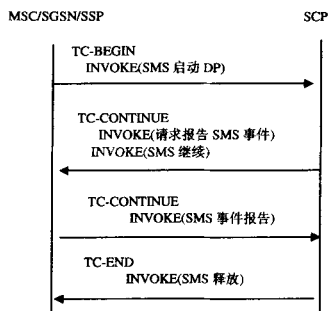 MSC/SGSN/SSP SCP
TC-BEGIN
INVOKE(SMS 启动 DP)
TC-CONTINUE
INVOKE(请求报告 SMS 事件)
INVOKE(SMS 继续)
TC-CONTINUE
INVOKE(SMS 事件报告)
TC-END
INVOKE(SMS 释放)